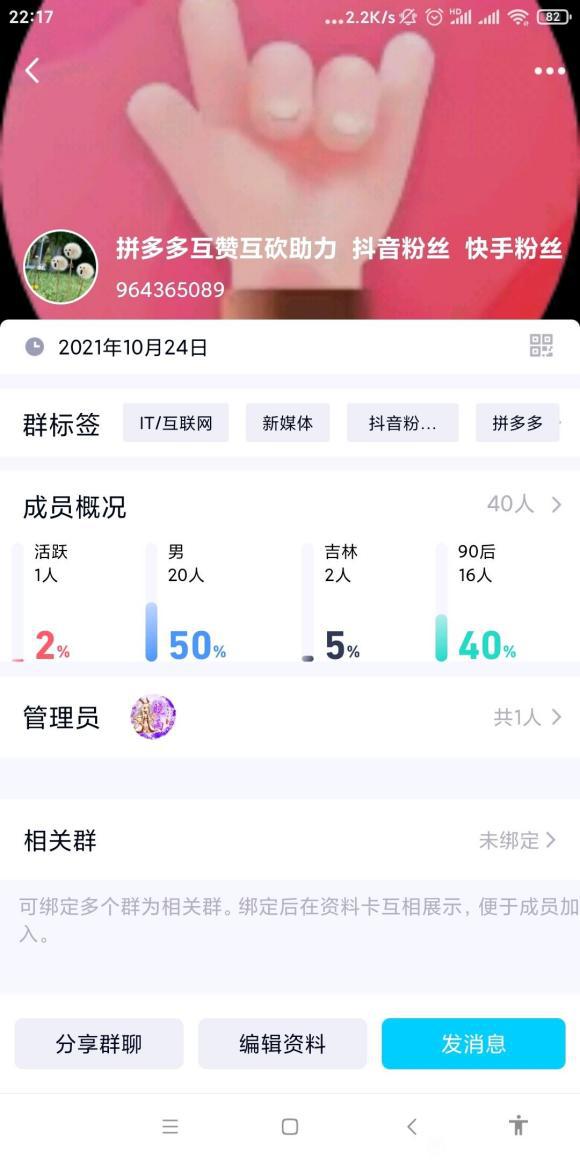 22:17 ...2.2K/s HD 82
拼多多互赞互砍助力 抖音粉丝 快手粉丝
964365089
2021年10月24日
群标签 IT/互联网 新媒体 抖音粉... 拼多多
成员概况 40人
活跃 男 吉林 90后
1人 20人 2人 16人
2% 50% 5% 40%
管理员 共1人
相关群 未绑定
可绑定多个群为相关群。绑定后在资料卡互相展示，便于成员加
入。
分享群聊 编辑资料 发消息